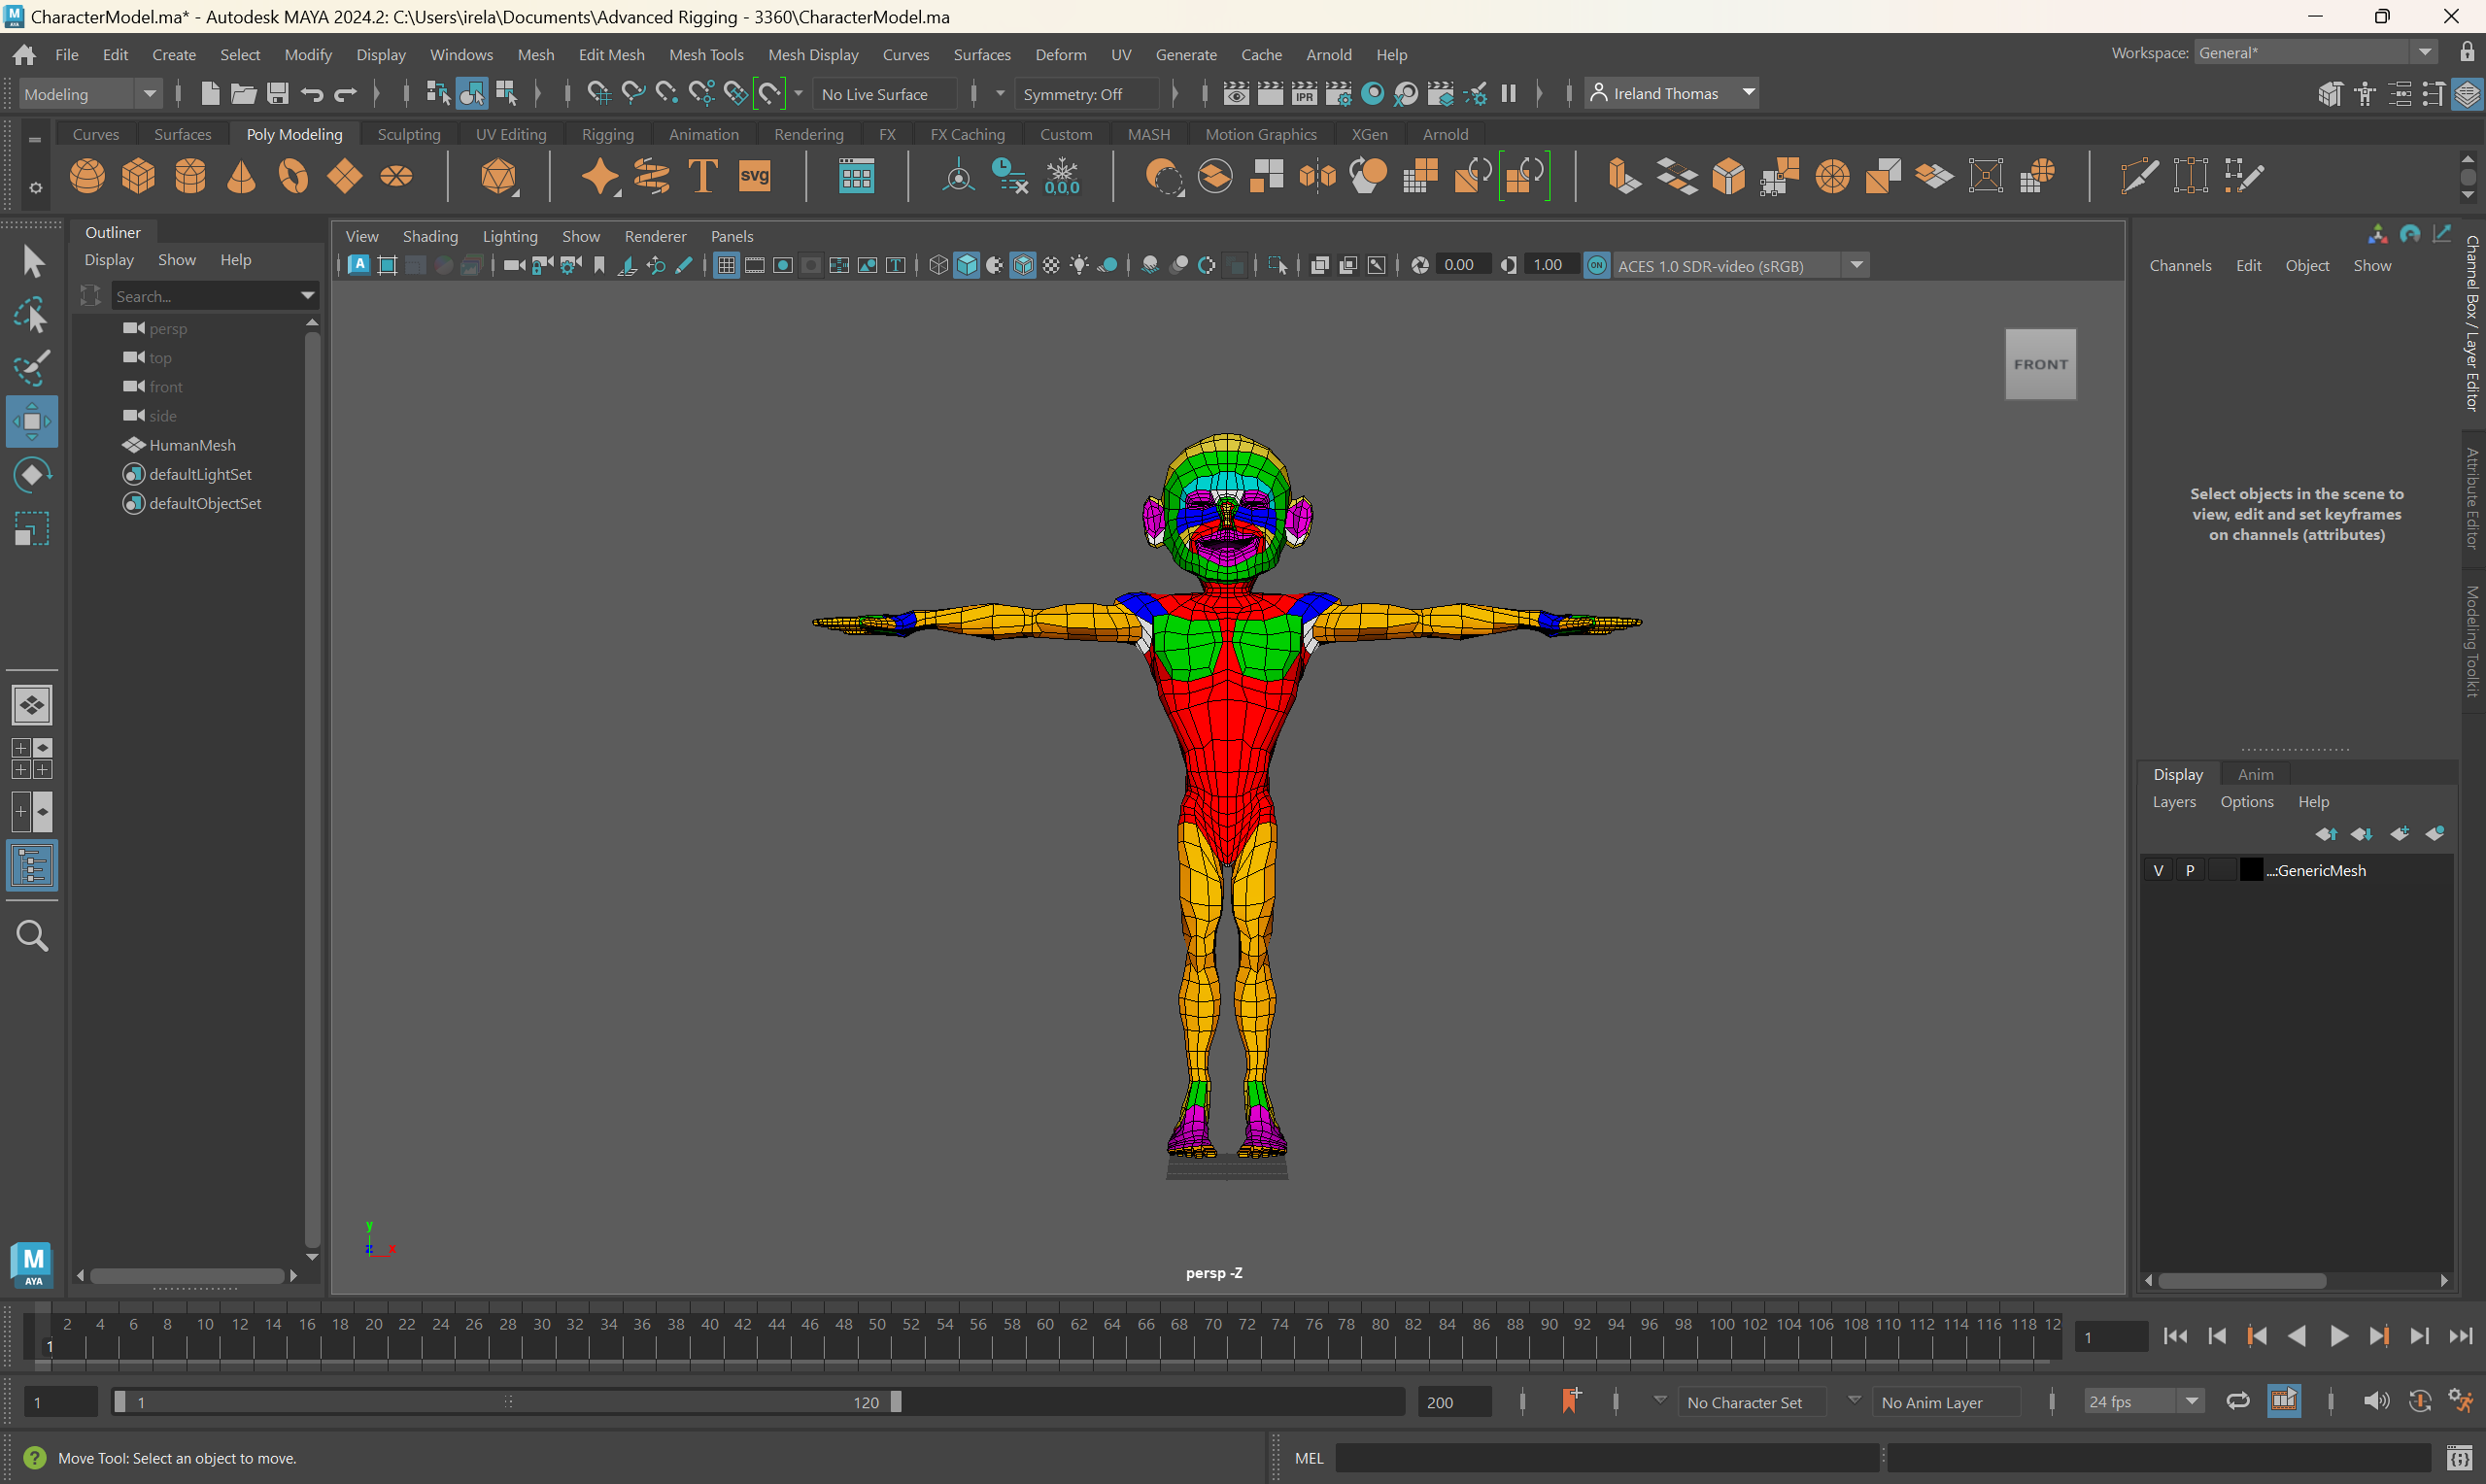 CharacterModel.ma* - Autodesk MAYA 2024.2: C:\Users\irela\Documents\Advanced Rigging - 3360\CharacterModel.ma
File Edit Create Select Modify Display Windows Mesh Edit Mesh Mesh Tools Mesh Display Curves Surfaces Deform UV Generate Cache Arnold Help Workspace: General*
Modeling No Live Surface Symmetry: Off IPR Ireland Thomas
Curves Surfaces Poly Modeling Sculpting UV Editing Rigging Animation Rendering FX FX Caching Custom MASH Motion Graphics XGen Arnold
T svg 0,0,0
Outliner
Display Show Help
Search...
persp
top
front
side
HumanMesh
defaultLightSet
defaultObjectSet
View Shading Lighting Show Renderer Panels
0.00 1.00 ON ACES 1.0 SDR-video (sRGB)
FRONT
y
z x
persp -Z
Channels Edit Object Show
Select objects in the scene to
view, edit and set keyframes
on channels (attributes)
Channel Box / Layer Editor
Attribute Editor
Modeling Toolkit
Display Anim
Layers Options Help
V P ...:GenericMesh
M
AYA
2 4 6 8 10 12 14 16 18 20 22 24 26 28 30 32 34 36 38 40 42 44 46 48 50 52 54 56 58 60 62 64 66 68 70 72 74 76 78 80 82 84 86 88 90 92 94 96 98 100 102 104 106 108 110 112 114 116 118 12
1 1
1 1 120 200 No Character Set No Anim Layer 24 fps
Move Tool: Select an object to move. MEL